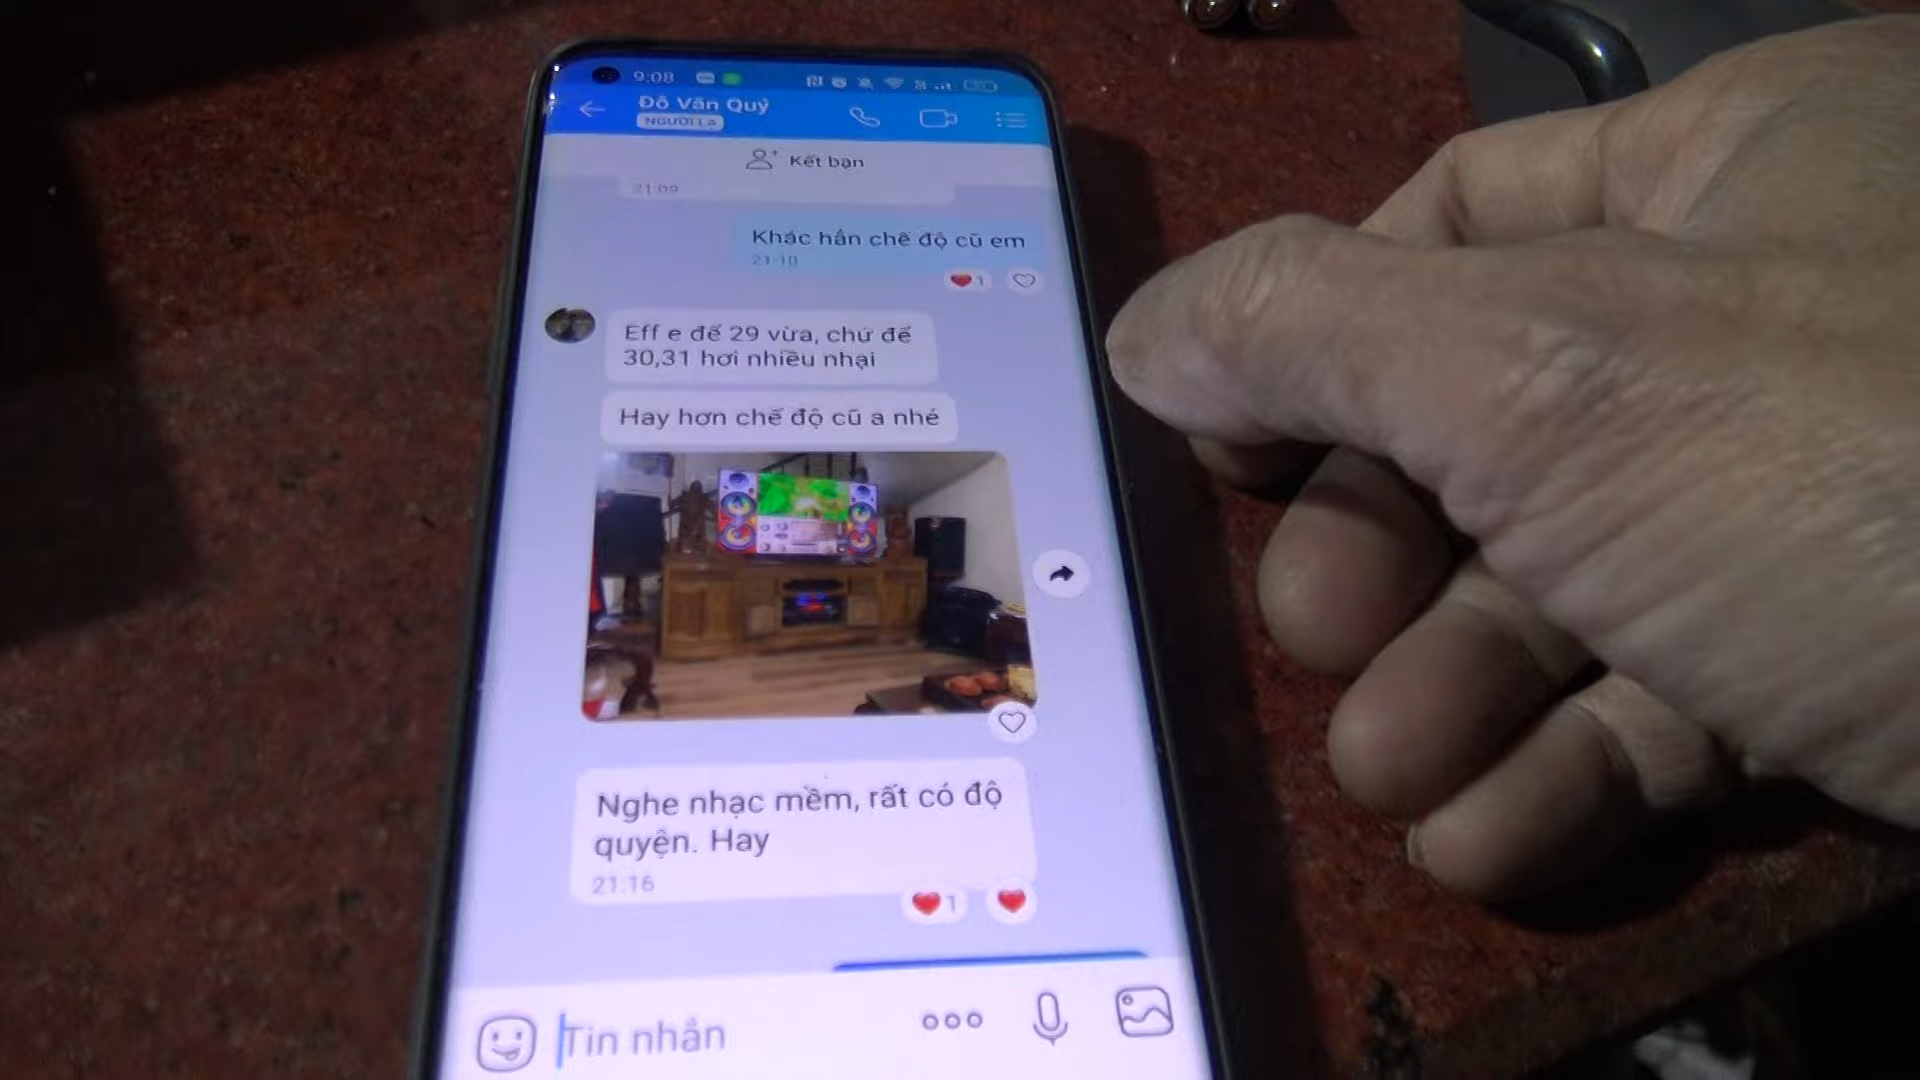 9:08
Đỗ Văn Quý
NGƯỜI LẠ
Kết bạn
21:09
Khác hẳn chế độ cũ em
21:10
1
Eff e để 29 vừa, chứ để
30,31 hơi nhiều nhại
Hay hơn chế độ cũ a nhé
Nghe nhạc mềm, rất có độ
quyện. Hay
21:16
1
Tin nhắn